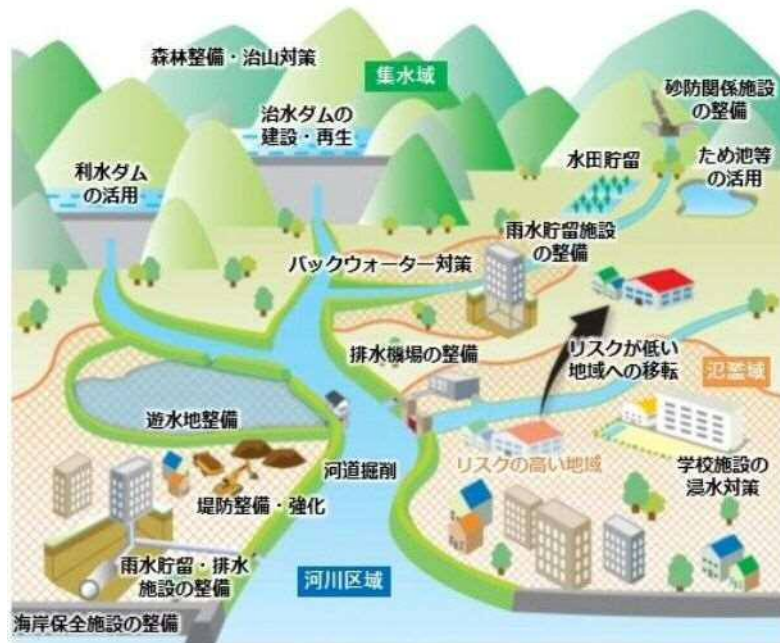 森林整備・治山対策
集水域
砂防関係施設
の整備
治水ダムの
建設・再生
水田貯留
ため池等
の活用
利水ダム
の活用
雨水貯留施設
の整備
バックウォーター対策
排水機場の整備
リスクが低い
地域への移転
氾濫域
遊水地整備
河道掘削
リスクの高い地域
学校施設の
浸水対策
堤防整備・強化
雨水貯留・排水
施設の整備
河川区域
海岸保全施設の整備